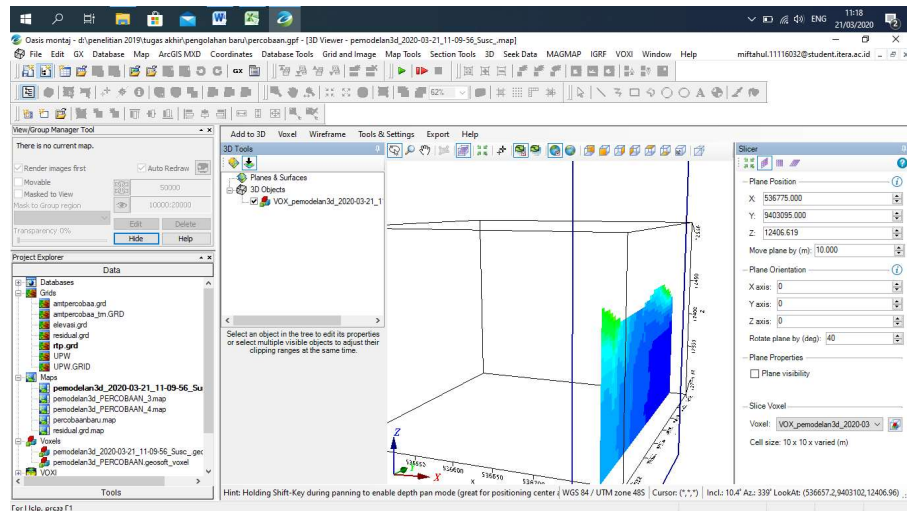 ENG
11:18
21/03/2020
Oasis montaj - d:\penelitian 2019\tugas akhir\pengolahan baru\percobaan.gpf - [3D Viewer - pemodelan3d_2020-03-21_11-09-56_Susc_.map]
File Edit GX Database Map ArcGIS MXD Coordinates Database Tools Grid and Image Map Tools Section Tools 3D Seek Data MAGMAP IGRF VOXI Window Help
miftahul.11116032@student.itera.ac.id
GX
62%
View/Group Manager Tool
There is no current map.
Render images first
Auto Redraw
Movable
50000
Masked to View
Mask to Group region
10000:20000
Transparency 0%
Edit
Delete
Hide
Help
Project Explorer
Data
Databases
Grids
amtpercobaa.grd
amtpercobaa_tm.GRD
elevasi.grd
residual.grd
rtp.grd
UPW
UPW.GRID
Maps
pemodelan3d_2020-03-21_11-09-56_Su
pemodelan3d_PERCOBAAN_3.map
pemodelan3d_PERCOBAAN_4.map
percobaanbaru.map
residual.grd.map
Voxels
pemodelan3d_2020-03-21_11-09-56_Susc_.geo
pemodelan3d_PERCOBAAN.geosoft_voxel
VOXI
Tools
For Help, press F1
Add to 3D Voxel Wireframe Tools & Settings Export Help
3D Tools
Planes & Surfaces
3D Objects
VOX_pemodelan3d_2020-03-21_1
Select an object in the tree to edit its properties
or select multiple visible objects to adjust their
clipping ranges at the same time.
Z
X
536600
X
536650
Z
Slicer
Plane Position
X: 536775.000
Y: 9403095.000
Z: 12406.619
Move plane by (m): 10.000
Plane Orientation
X axis: 0
Y axis: 0
Z axis: 0
Rotate plane by (deg): 40
Plane Properties
Plane visibility
Slice Voxel
Voxel: VOX_pemodelan3d_2020-03
Cell size: 10 x 10 x varied (m)
Hint: Holding Shift-Key during panning to enable depth pan mode (great for positioning center
WGS 84 / UTM zone 48S
Cursor: (*,*,*)
Incl.: 10.4° Az.: 339° LookAt: (536657.2,9403102,12406.96)